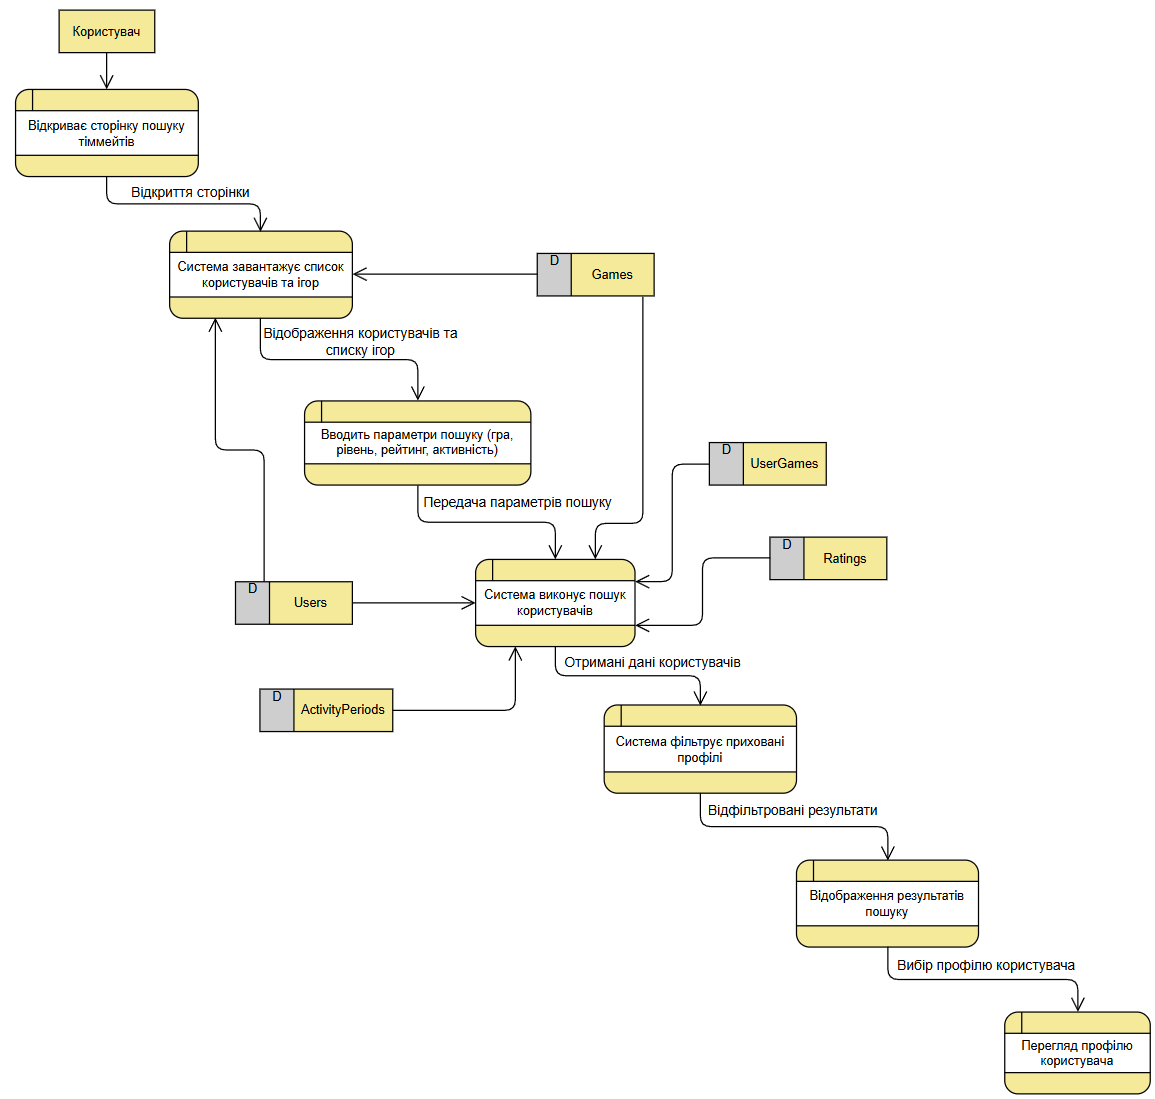 Користувач
Відкриває сторінку пошуку
тіммейтів
Відкриття сторінки
Система завантажує список
користувачів та ігор
D
Games
Відображення користувачів та
списку ігор
Вводить параметри пошуку (гра,
рівень, рейтинг, активність)
D
UserGames
Передача параметрів пошуку
D
Ratings
D
Users
Система виконує пошук
користувачів
Отримані дані користувачів
D
ActivityPeriods
Система фільтрує приховані
профілі
Відфільтровані результати
Відображення результатів
пошуку
Вибір профілю користувача
Перегляд профілю
користувача